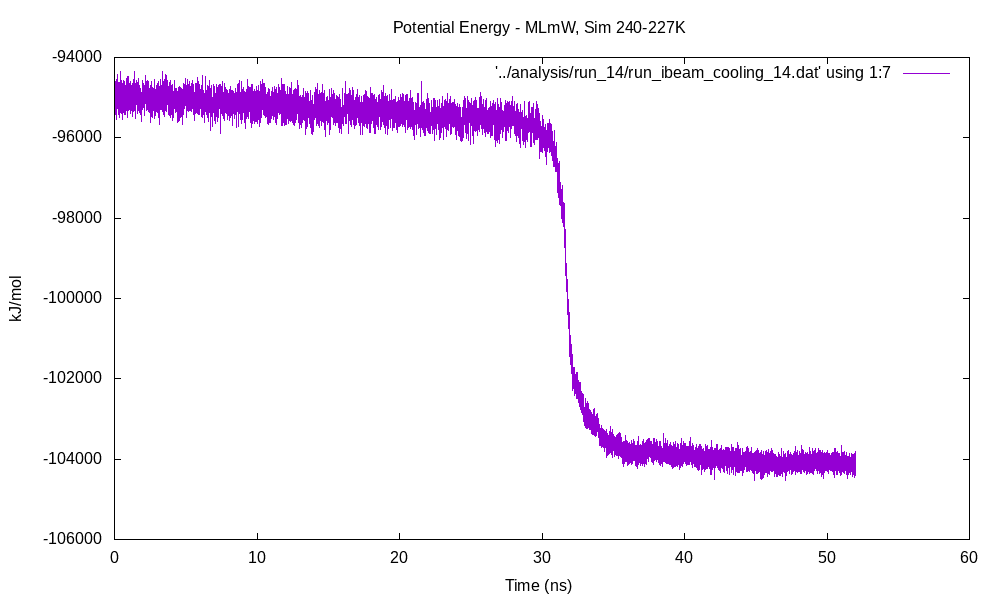 Potential Energy - MLmW, Sim 240-227K
'../analysis/run_14/run_ibeam_cooling_14.dat' using 1:7
-94000
-96000
-98000
-100000
-102000
-104000
-106000
kJ/mol
0 10 20 30 40 50 60
Time (ns)